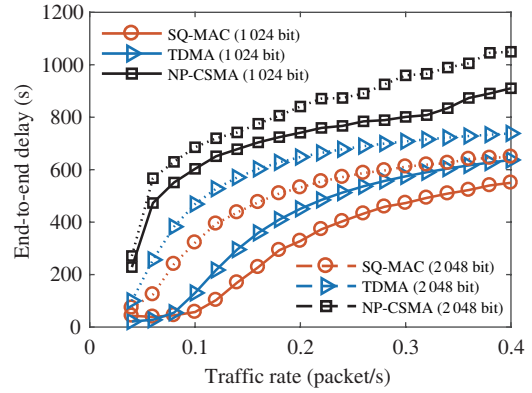 1200
1000
800
600
400
200
0
End-to-end delay (s)
SQ-MAC (1 024 bit)
TDMA (1 024 bit)
NP-CSMA (1 024 bit)
SQ-MAC (2 048 bit)
TDMA (2 048 bit)
NP-CSMA (2 048 bit)
0 0.1 0.2 0.3 0.4
Traffic rate (packet/s)